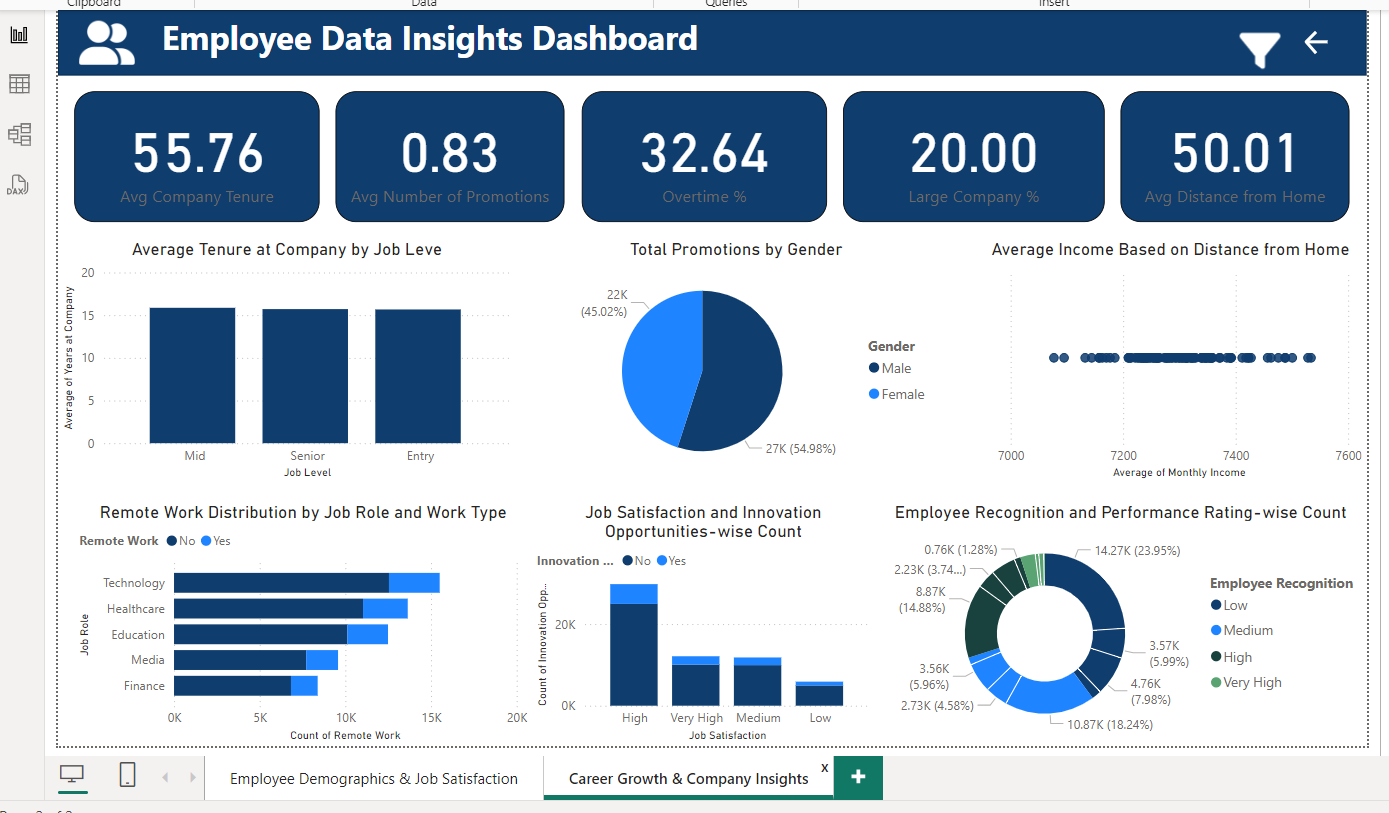 Clipboard
Data
Queries
Insert
Employee Data Insights Dashboard
55.76
Avg Company Tenure
0.83
Avg Number of Promotions
32.64
Overtime %
20.00
Large Company %
50.01
Avg Distance from Home
DAX
Average Tenure at Company by Job Leve
Average of Years at Company
20
15
10
5
0
Mid
Senior
Entry
Job Level
Total Promotions by Gender
22K
(45.02%)
27K (54.98%)
Gender
Male
Female
Average Income Based on Distance from Home
7000
7200
7400
7600
Average of Monthly Income
Remote Work Distribution by Job Role and Work Type
Remote Work
No
Yes
Job Role
Technology
Healthcare
Education
Media
Finance
0K
5K
10K
15K
20K
Count of Remote Work
Job Satisfaction and Innovation
Opportunities-wise Count
Innovation ...
No
Yes
Count of Innovation Opp...
20K
0K
High
Very High
Medium
Low
Job Satisfaction
Employee Recognition and Performance Rating-wise Count
0.76K (1.28%)
14.27K (23.95%)
2.23K (3.74...)
8.87K
(14.88%)
3.57K
(5.99%)
3.56K
(5.96%)
4.76K
(7.98%)
2.73K (4.58%)
10.87K (18.24%)
Employee Recognition
Low
Medium
High
Very High
Employee Demographics & Job Satisfaction
Career Growth & Company Insights
x
+